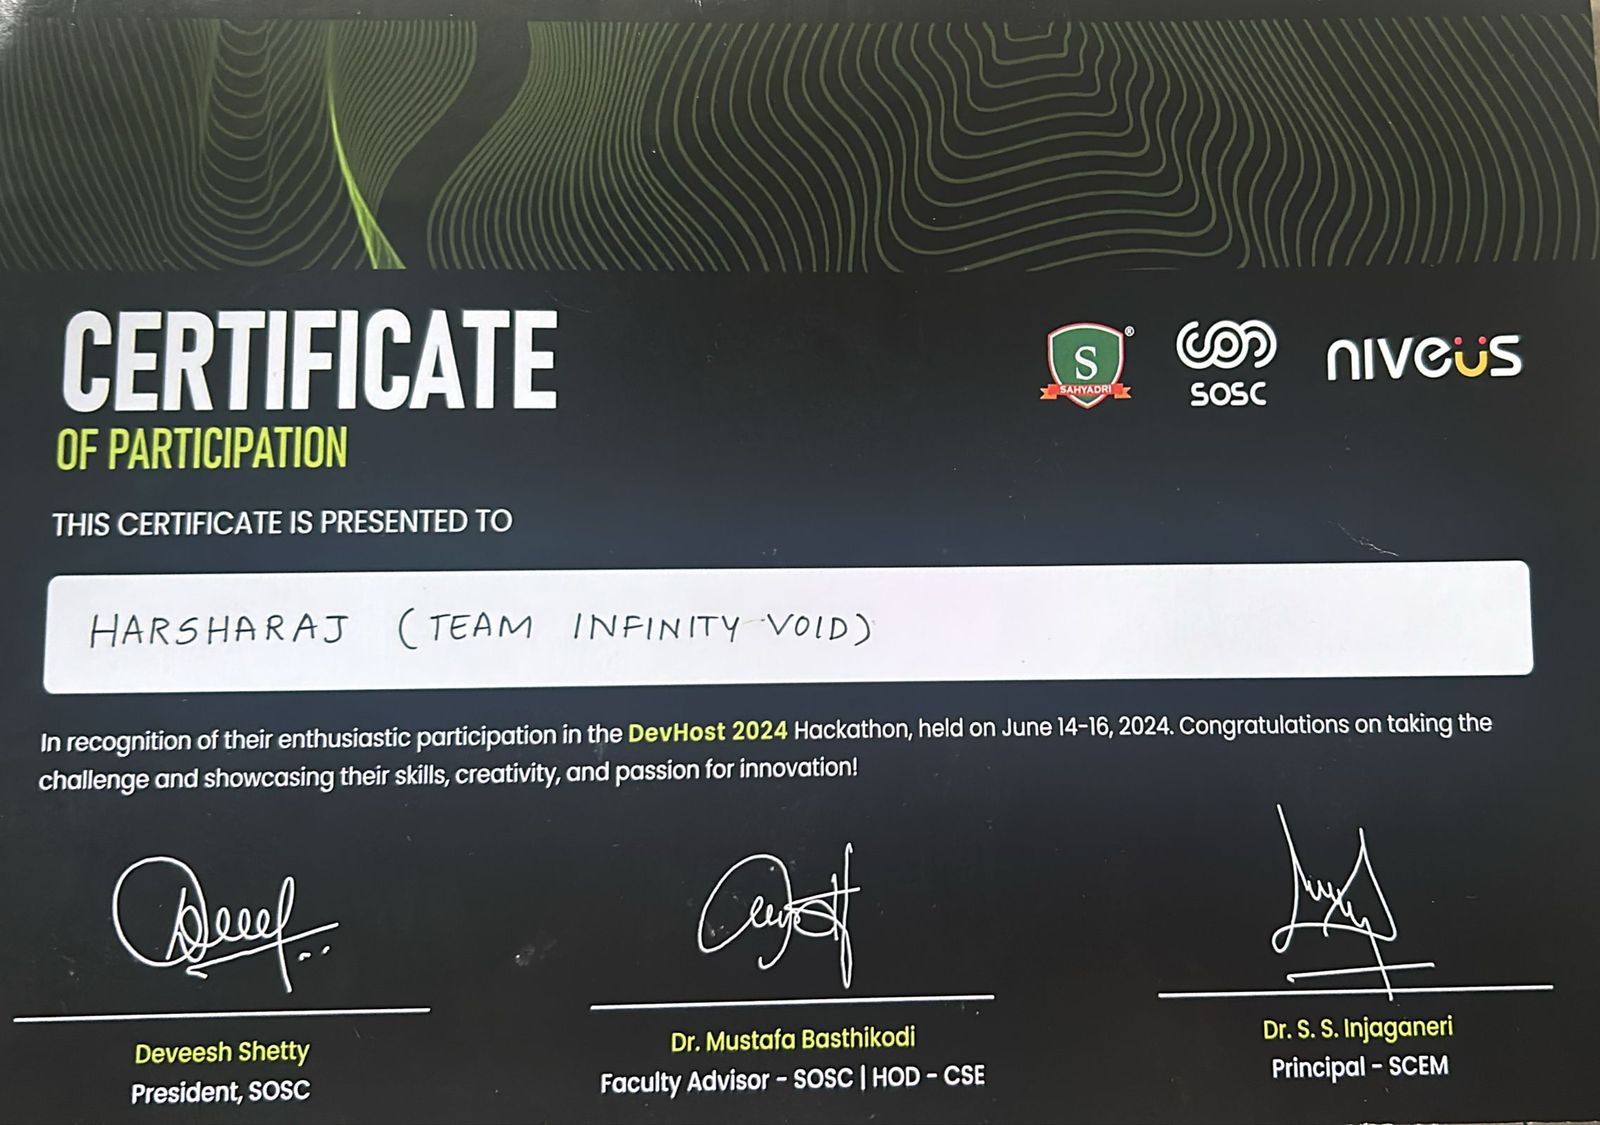 CERTIFICATE
OF PARTICIPATION
S
SAHYADRI
®
SOSC
NIVEUS
THIS CERTIFICATE IS PRESENTED TO
HARSHARAJ (TEAM INFINITY VOID)
In recognition of their enthusiastic participation in the DevHost 2024 Hackathon, held on June 14-16, 2024. Congratulations on taking the
challenge and showcasing their skills, creativity, and passion for innovation!
Deveesh Shetty
President, SOSC
Dr. Mustafa Basthikodi
Faculty Advisor - SOSC | HOD - CSE
Dr. S. S. Injaganeri
Principal - SCEM